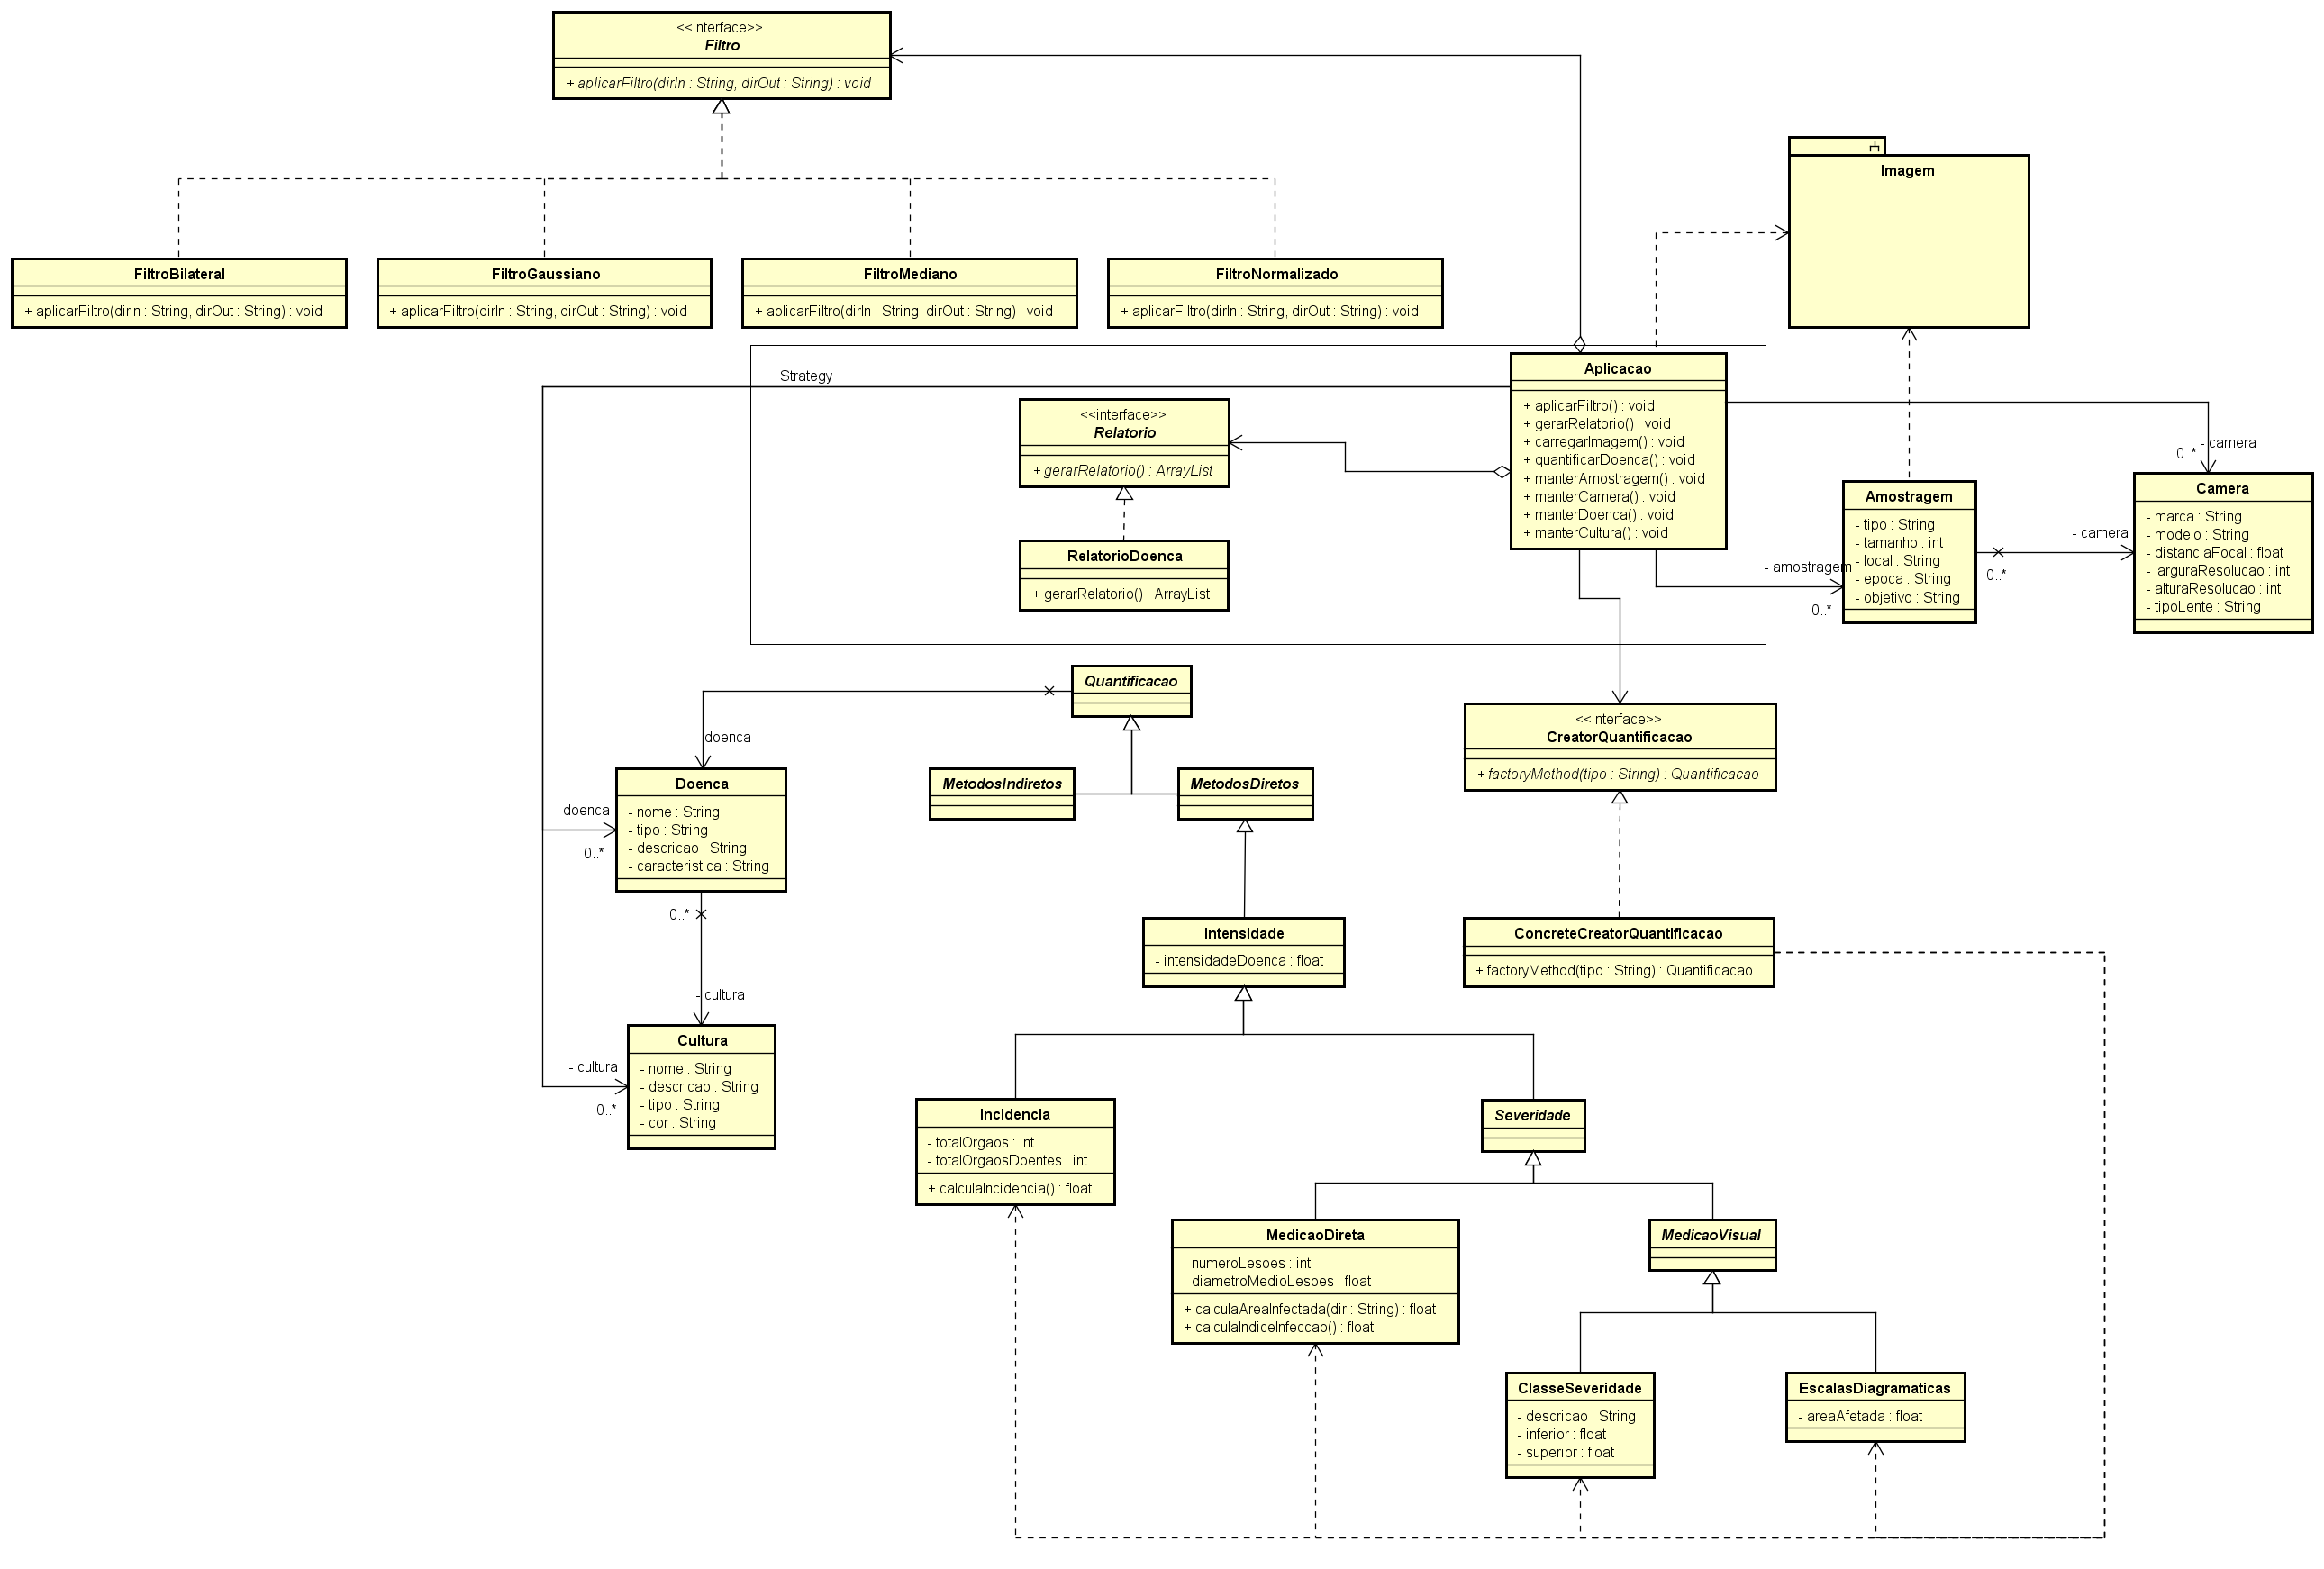 <<interface>>
Filtro
+ aplicarFiltro(dirIn : String, dirOut : String) : void
Imagem
FiltroBilateral
+ aplicarFiltro(dirIn : String, dirOut : String) : void
FiltroGaussiano
+ aplicarFiltro(dirIn : String, dirOut : String) : void
FiltroMediano
+ aplicarFiltro(dirIn : String, dirOut : String) : void
FiltroNormalizado
+ aplicarFiltro(dirIn : String, dirOut : String) : void
Strategy
Aplicacao
+ aplicarFiltro() : void
+ gerarRelatorio() : void
+ carregarImagem() : void
+ quantificarDoenca() : void
+ manterAmostragem() : void
+ manterCamera() : void
+ manterDoenca() : void
+ manterCultura() : void
<<interface>>
Relatorio
+ gerarRelatorio() : ArrayList
RelatorioDoenca
+ gerarRelatorio() : ArrayList
- camera
0..*
Amostragem
- tipo : String
- tamanho : int
- local : String
- epoca : String
- objetivo : String
- amostragem
0..*
- camera
0..*
Camera
- marca : String
- modelo : String
- distanciaFocal : float
- larguraResolucao : int
- alturaResolucao : int
- tipoLente : String
Quantificacao
- doenca
MetodosIndiretos
MetodosDiretos
<<interface>>
CreatorQuantificacao
+ factoryMethod(tipo : String) : Quantificacao
Doenca
- nome : String
- tipo : String
- descricao : String
- caracteristica : String
- doenca
0..*
0..*
- cultura
Intensidade
- intensidadeDoenca : float
ConcreteCreatorQuantificacao
+ factoryMethod(tipo : String) : Quantificacao
Cultura
- nome : String
- descricao : String
- tipo : String
- cor : String
- cultura
0..*
Incidencia
- totalOrgaos : int
- totalOrgaosDoentes : int
+ calculaIncidencia() : float
Severidade
MedicaoDireta
- numeroLesoes : int
- diametroMedioLesoes : float
+ calculaAreaInfectada(dir : String) : float
+ calculaIndiceInfeccao() : float
MedicaoVisual
ClasseSeveridade
- descricao : String
- inferior : float
- superior : float
EscalasDiagramaticas
- areaAfetada : float